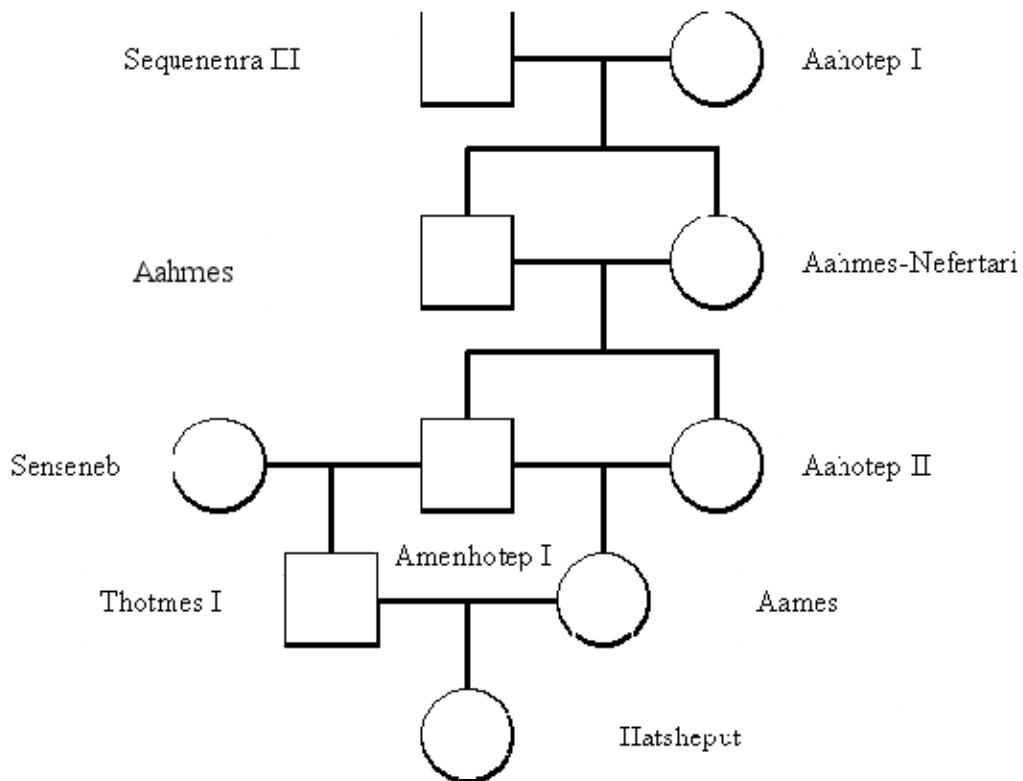 Sequenenra III
Aahotep I
Aahmes
Aahmes-Nefertari
Senseneb
Aahotep II
Amenhotep I
Thotmes I
Aames
Hatsheput